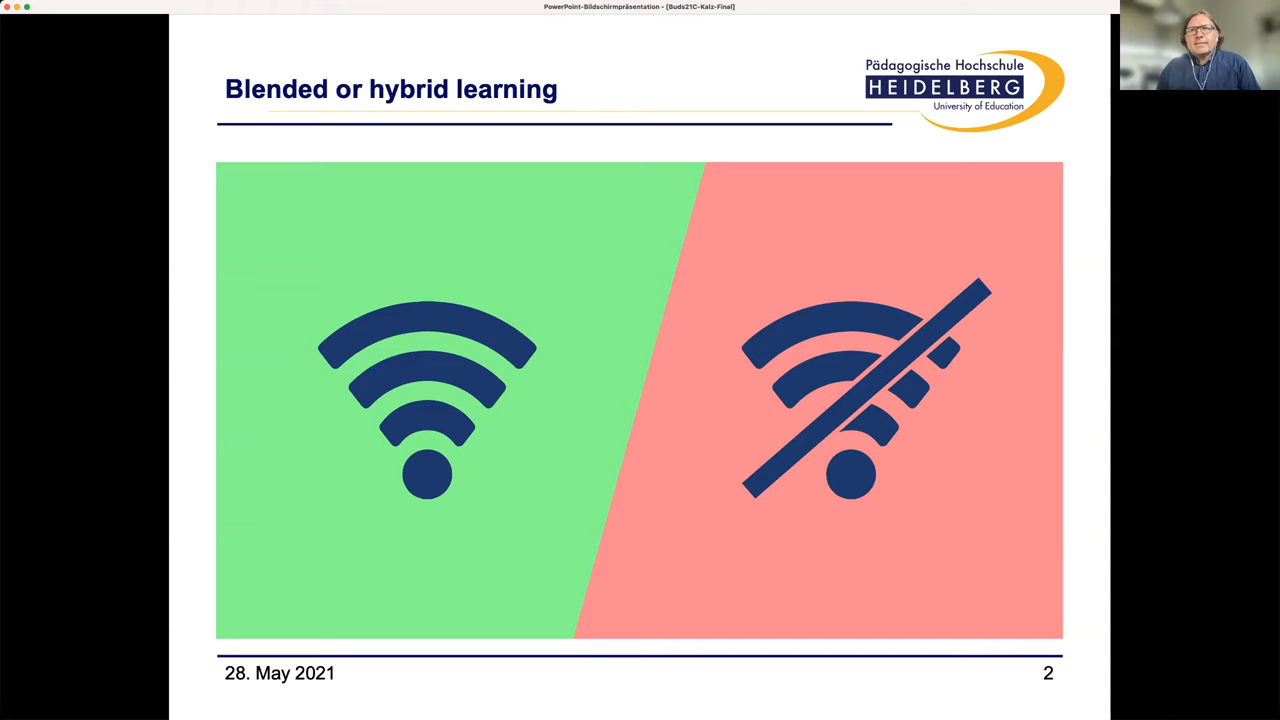 PowerPoint-Bildschirmpräsentation - [Buds21C-Kalz-Final]
Blended or hybrid learning
Pädagogische Hochschule
HEIDELBERG
University of Education
28. May 2021
2